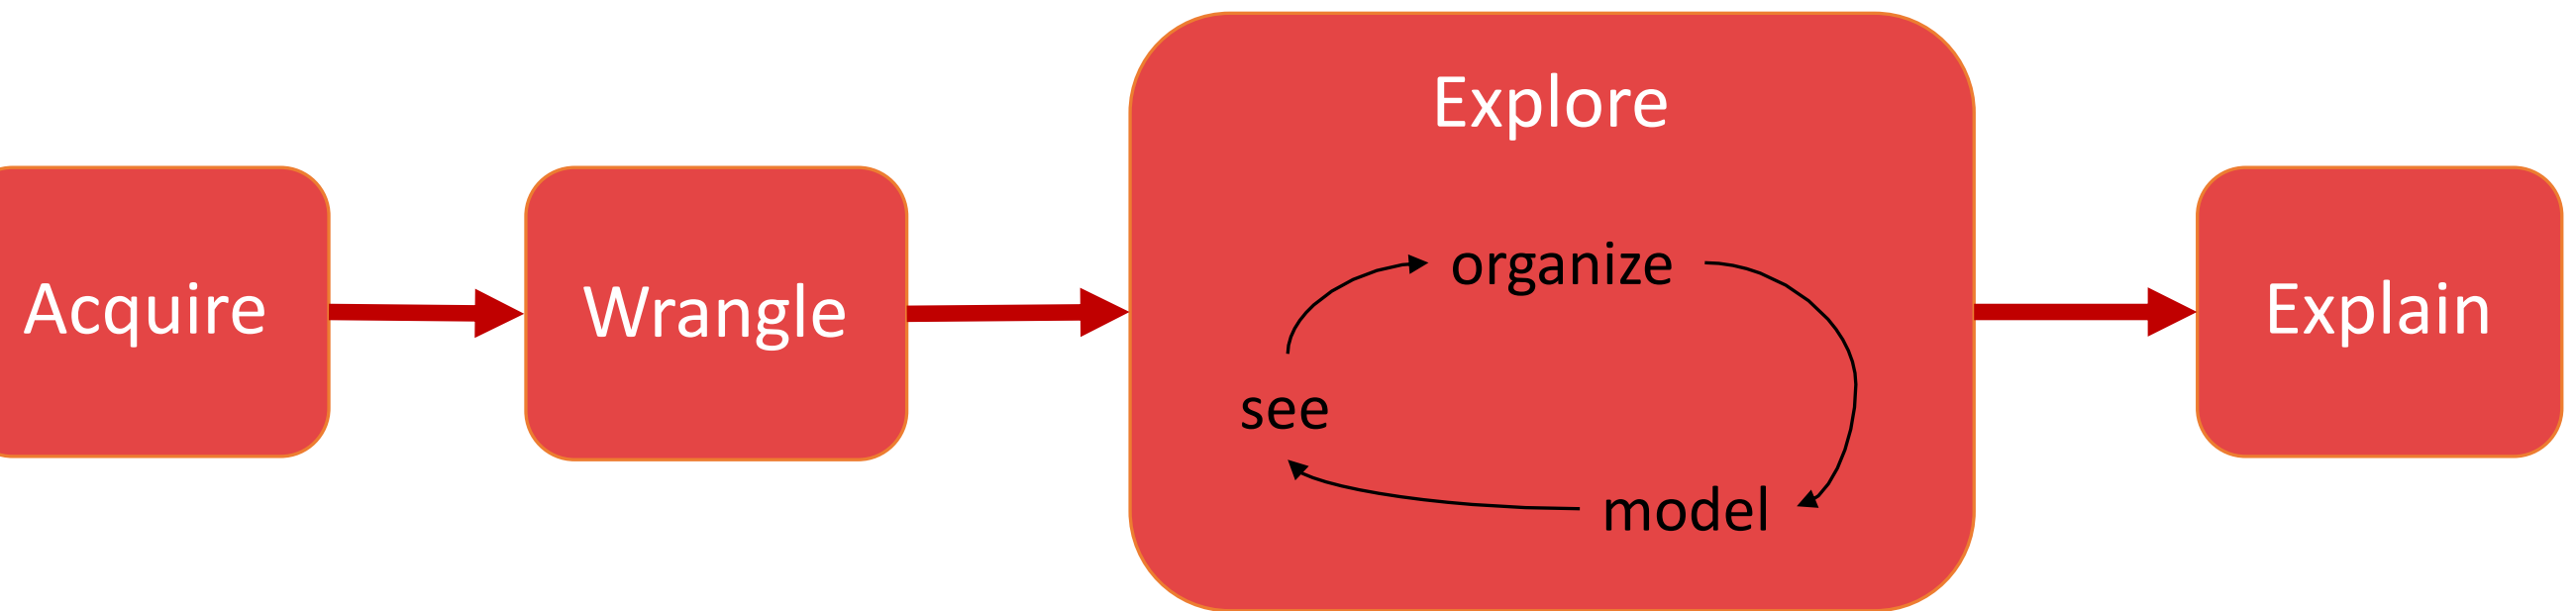 Acquire
Wrangle
Explore
organize
see
model
Explain